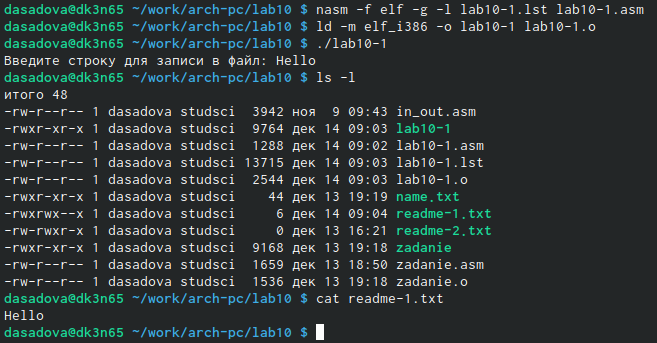 dasadova@dk3n65 ~/work/arch-pc/lab10 $ nasm -f elf -g -l lab10-1.lst lab10-1.asm
dasadova@dk3n65 ~/work/arch-pc/lab10 $ ld -m elf_i386 -o lab10-1 lab10-1.o
dasadova@dk3n65 ~/work/arch-pc/lab10 $ ./lab10-1
Введите строку для записи в файл: Hello
dasadova@dk3n65 ~/work/arch-pc/lab10 $ ls -l
итого 48
-rw-r--r-- 1 dasadova studsci  3942 ноя  9 09:43 in_out.asm
-rwxr-xr-x 1 dasadova studsci  9764 дек 14 09:03 lab10-1
-rw-r--r-- 1 dasadova studsci  1288 дек 14 09:02 lab10-1.asm
-rw-r--r-- 1 dasadova studsci 13715 дек 14 09:03 lab10-1.lst
-rw-r--r-- 1 dasadova studsci  2544 дек 14 09:03 lab10-1.o
-rwxr-xr-x 1 dasadova studsci    44 дек 13 19:19 name.txt
-rwxrwx--x 1 dasadova studsci     6 дек 14 09:04 readme-1.txt
-rw-rwxr-- 1 dasadova studsci     0 дек 13 16:21 readme-2.txt
-rwxr-xr-x 1 dasadova studsci  9168 дек 13 19:18 zadanie
-rw-r--r-- 1 dasadova studsci  1659 дек 13 18:50 zadanie.asm
-rw-r--r-- 1 dasadova studsci  1536 дек 13 19:18 zadanie.o
dasadova@dk3n65 ~/work/arch-pc/lab10 $ cat readme-1.txt
Hello
dasadova@dk3n65 ~/work/arch-pc/lab10 $